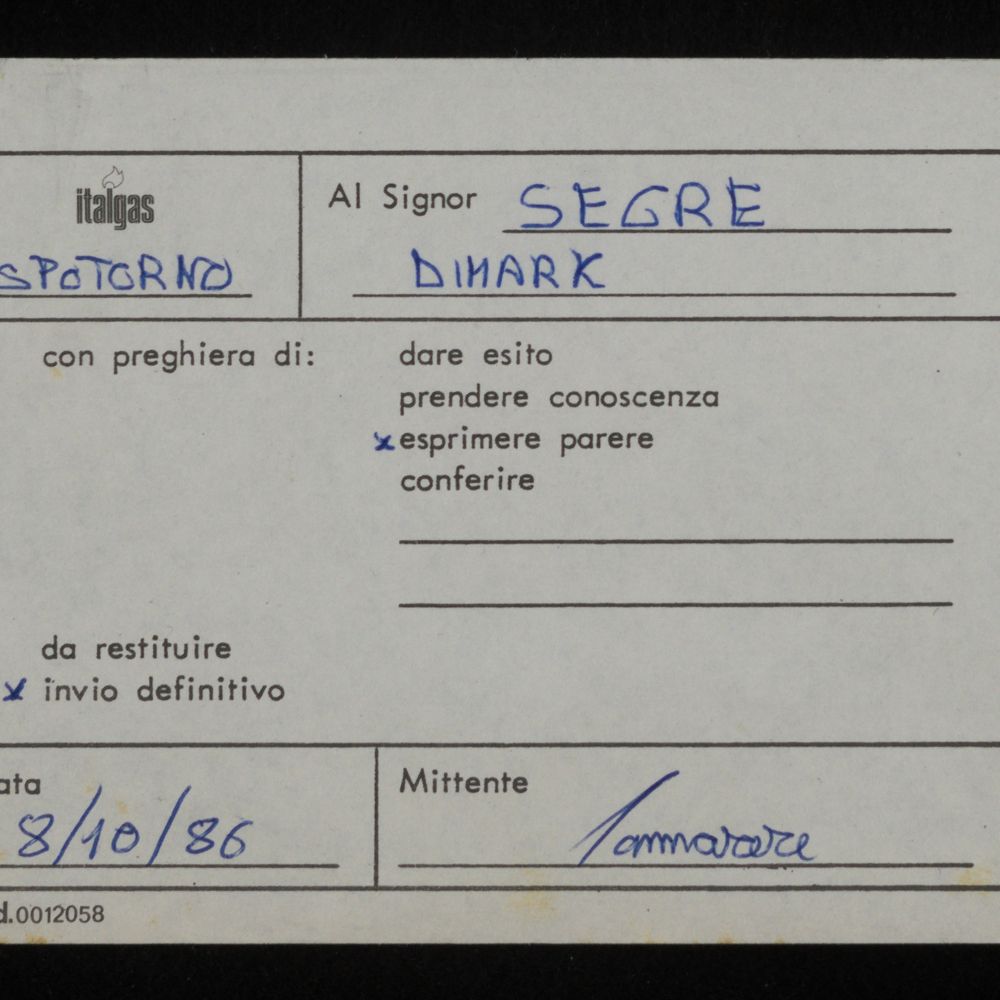 italgas
SPOTORNO
Al Signor SEGRE
DIMARK
con preghiera di:
dare esito
prendere conoscenza
x esprimere parere
conferire
da restituire
x invio definitivo
ata
8/10/86
Mittente
d.0012058